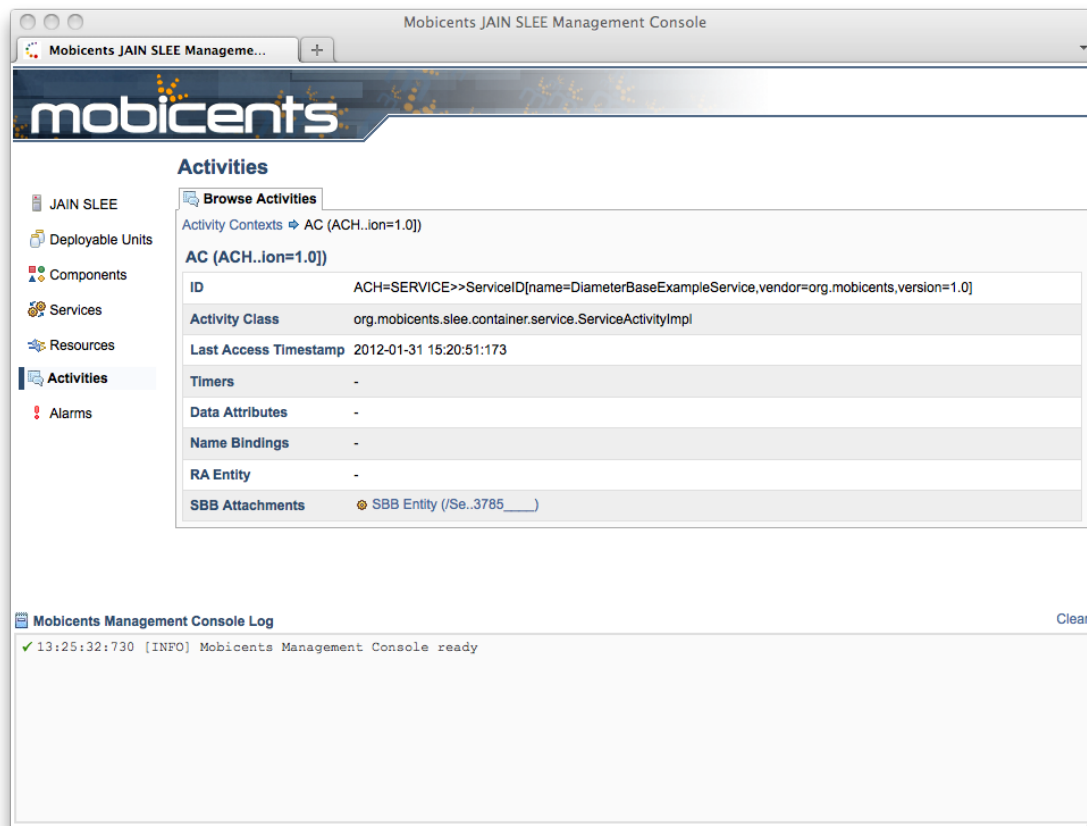 Mobicents JAIN SLEE Management Console
Mobicents JAIN SLEE Manageme...
mobicents
Activities
JAIN SLEE
Deployable Units
Components
Services
Resources
Activities
Alarms
Browse Activities
Activity Contexts AC (ACH..ion=1.0])
AC (ACH..ion=1.0])
ID ACH=SERVICE>>ServiceID[name=DiameterBaseExampleService,vendor=org.mobicents,version=1.0]
Activity Class org.mobicents.slee.container.service.ServiceActivityImpl
Last Access Timestamp 2012-01-31 15:20:51:173
Timers -
Data Attributes -
Name Bindings -
RA Entity -
SBB Attachments SBB Entity (/Se..3785____)
Mobicents Management Console Log
Clear
13:25:32:730 [INFO] Mobicents Management Console ready